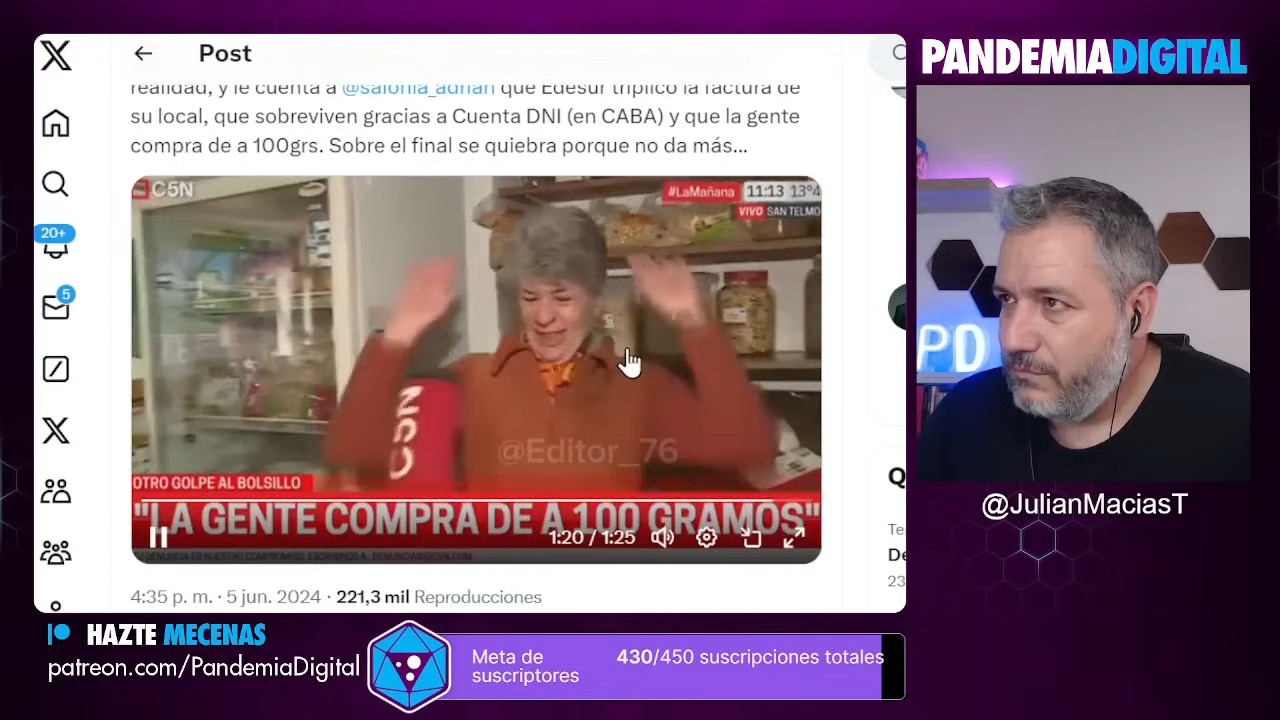 Post
realidad, y le cuenta a @salonia_adrian que Edesur triplicó la factura de
su local, que sobreviven gracias a Cuenta DNI (en CABA) y que la gente
compra de a 100grs. Sobre el final se quiebra porque no da más...
C5N
#LaMañana 11:13 13°4
VIVO SAN TELMO
20+
5
C5N
@Editor_76
OTRO GOLPE AL BOLSILLO
"LA GENTE COMPRA DE A 100 GRAMOS"
1:20 / 1:25
4:35 p. m. · 5 jun. 2024 · 221,3 mil Reproducciones
PANDEMIADIGITAL
PD
@JulianMaciasT
HAZTE MECENAS
patreon.com/PandemiaDigital
Meta de
suscriptores
430/450 suscripciones totales